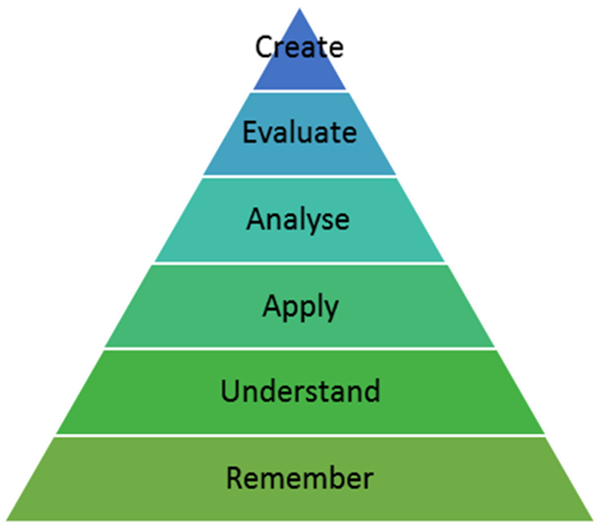 Create
Evaluate
Analyse
Apply
Understand
Remember